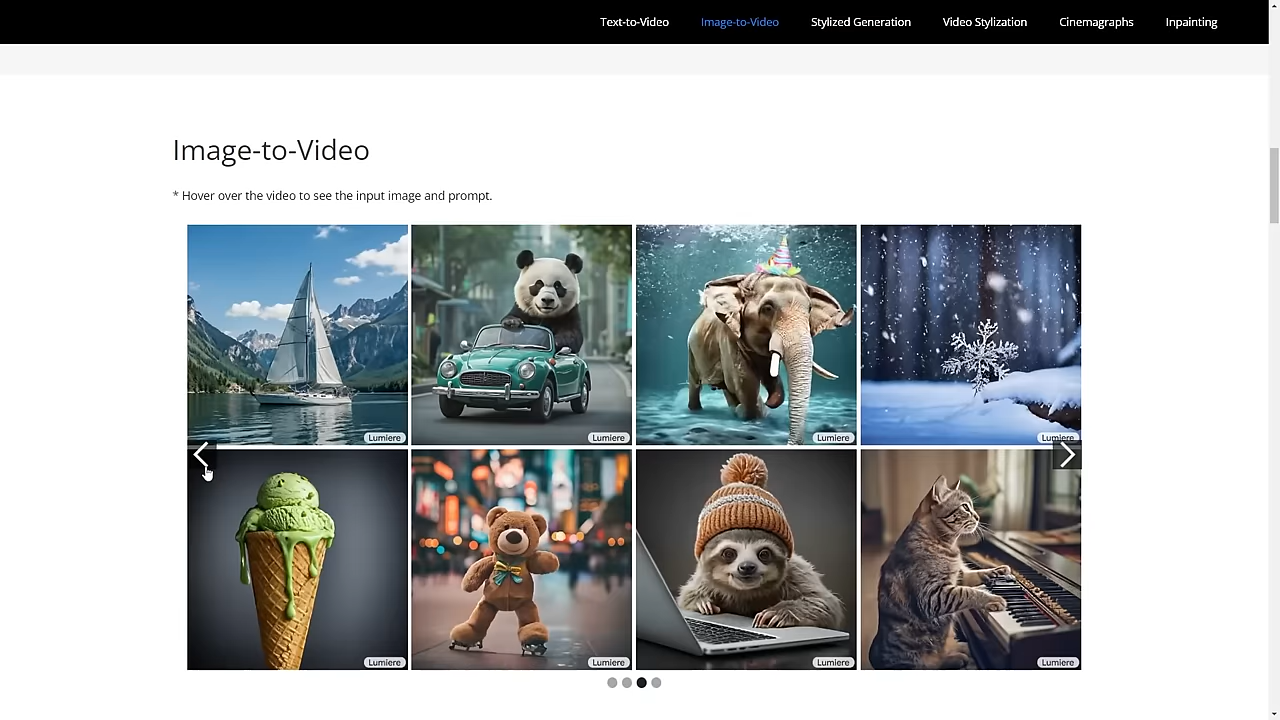 Text-to-Video Image-to-Video Stylized Generation Video Stylization Cinemagraphs Inpainting
Image-to-Video
* Hover over the video to see the input image and prompt.
Lumiere Lumiere Lumiere Lumiere
Lumiere Lumiere Lumiere Lumiere